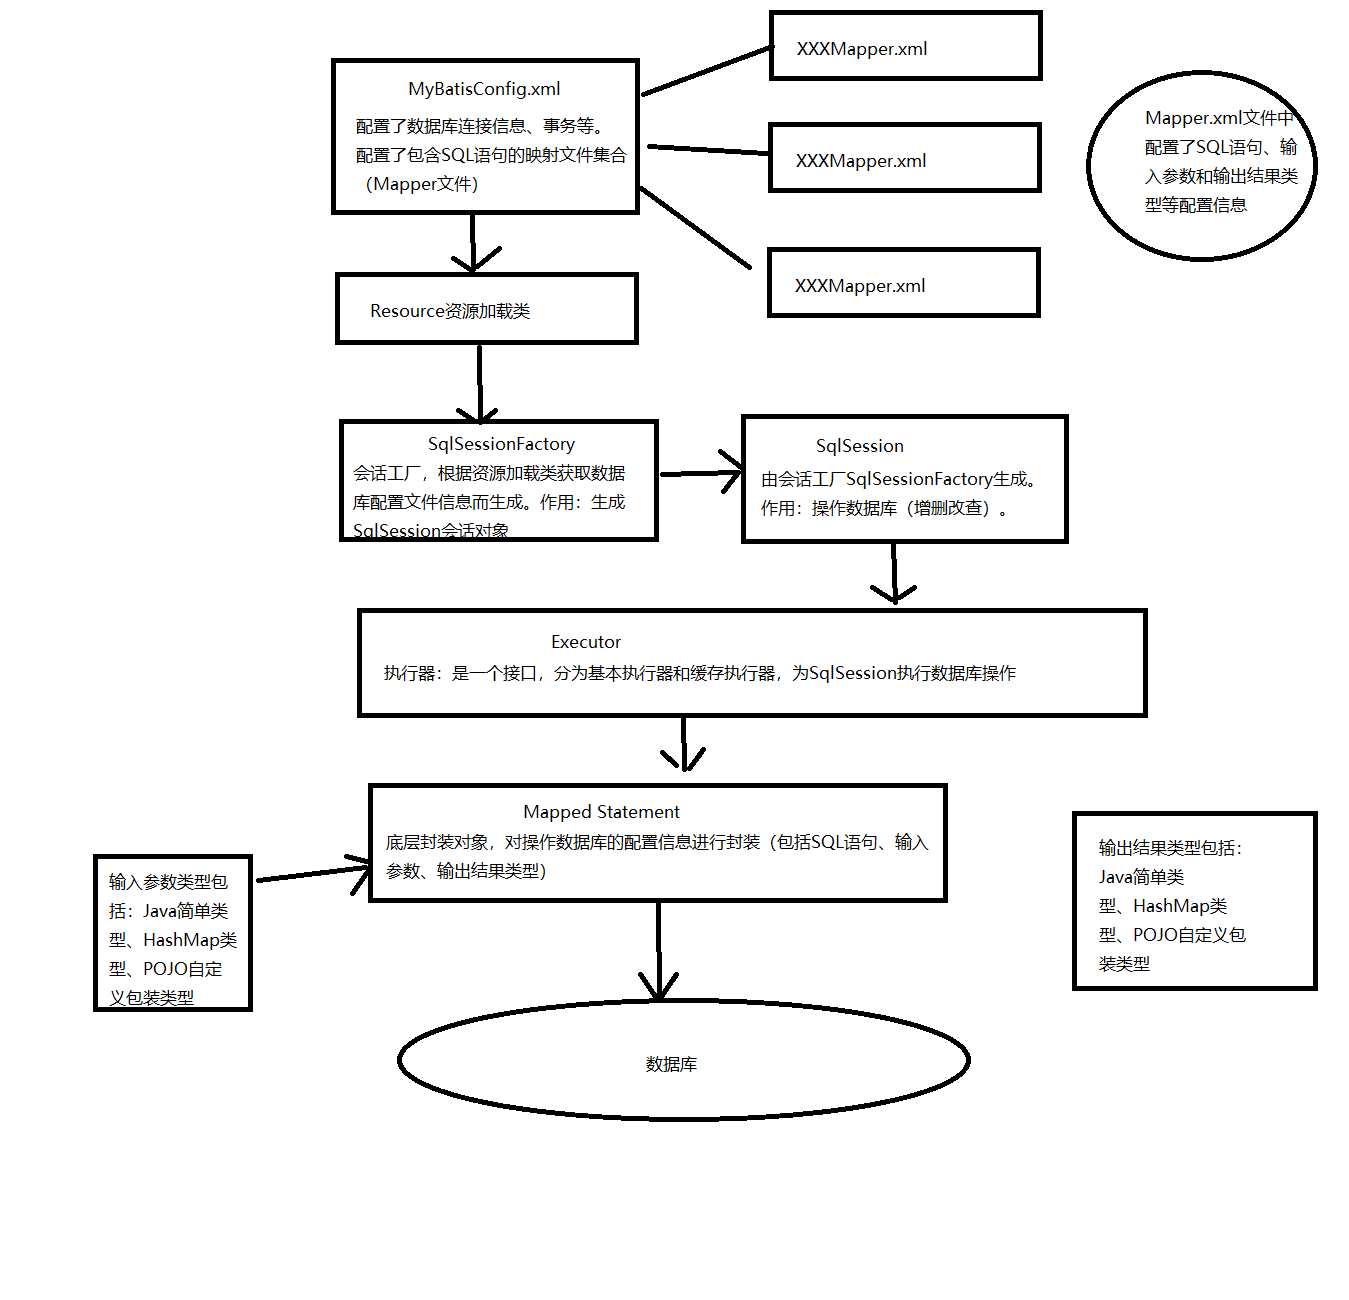 MyBatisConfig.xml
配置了数据库连接信息、事务等。
配置了包含SQL语句的映射文件集合
（Mapper文件）
XXXMapper.xml
XXXMapper.xml
XXXMapper.xml
Mapper.xml文件中
配置了SQL语句、输
入参数和输出结果类
型等配置信息
Resource资源加载类
SqlSessionFactory
会话工厂，根据资源加载类获取数据
库配置文件信息而生成。作用：生成
SqlSession会话对象
SqlSession
由会话工厂SqlSessionFactory生成。
作用：操作数据库（增删改查）。
Executor
执行器：是一个接口，分为基本执行器和缓存执行器，为SqlSession执行数据库操作
Mapped Statement
底层封装对象，对操作数据库的配置信息进行封装（包括SQL语句、输入
参数、输出结果类型）
输入参数类型包
括：Java简单类
型、HashMap类
型、POJO自定
义包装类型
输出结果类型包括：
Java简单类
型、HashMap类
型、POJO自定义包
装类型
数据库